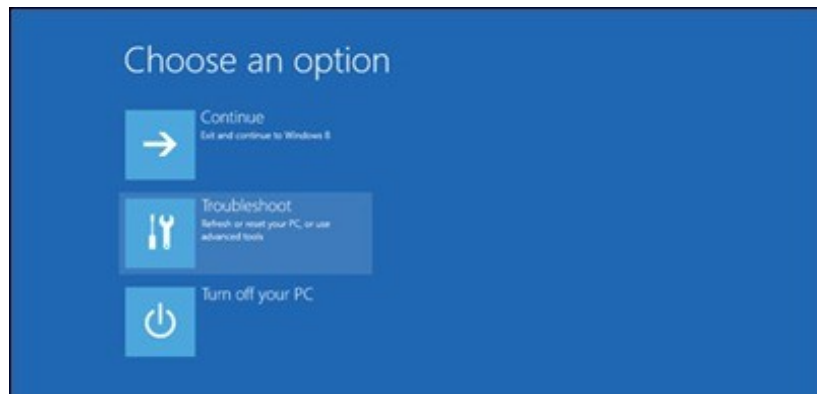 Choose an option
Continue
Exit and continue to Windows 8
Troubleshoot
Refresh or reset your PC, or use
advanced tools
Turn off your PC